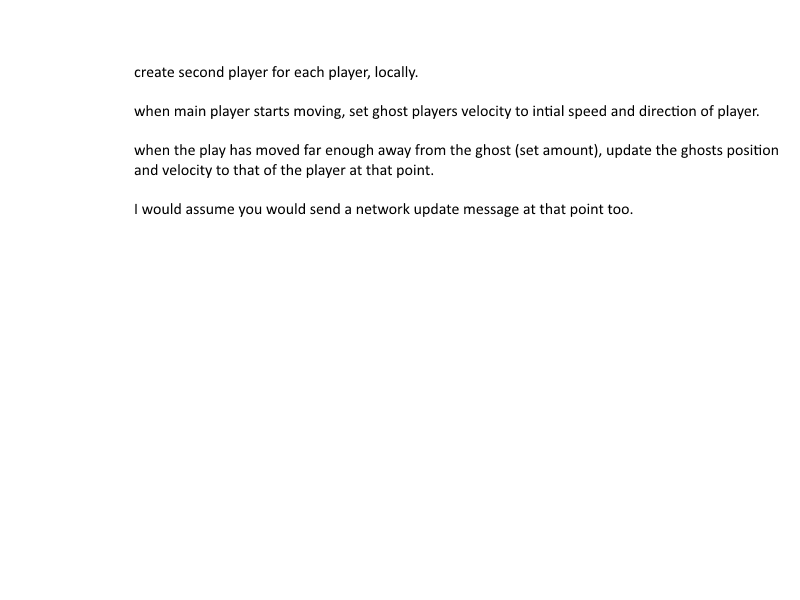 create second player for each player, locally.
when main player starts moving, set ghost players velocity to intial speed and direction of player.
when the play has moved far enough away from the ghost (set amount), update the ghosts position
and velocity to that of the player at that point.
I would assume you would send a network update message at that point too.